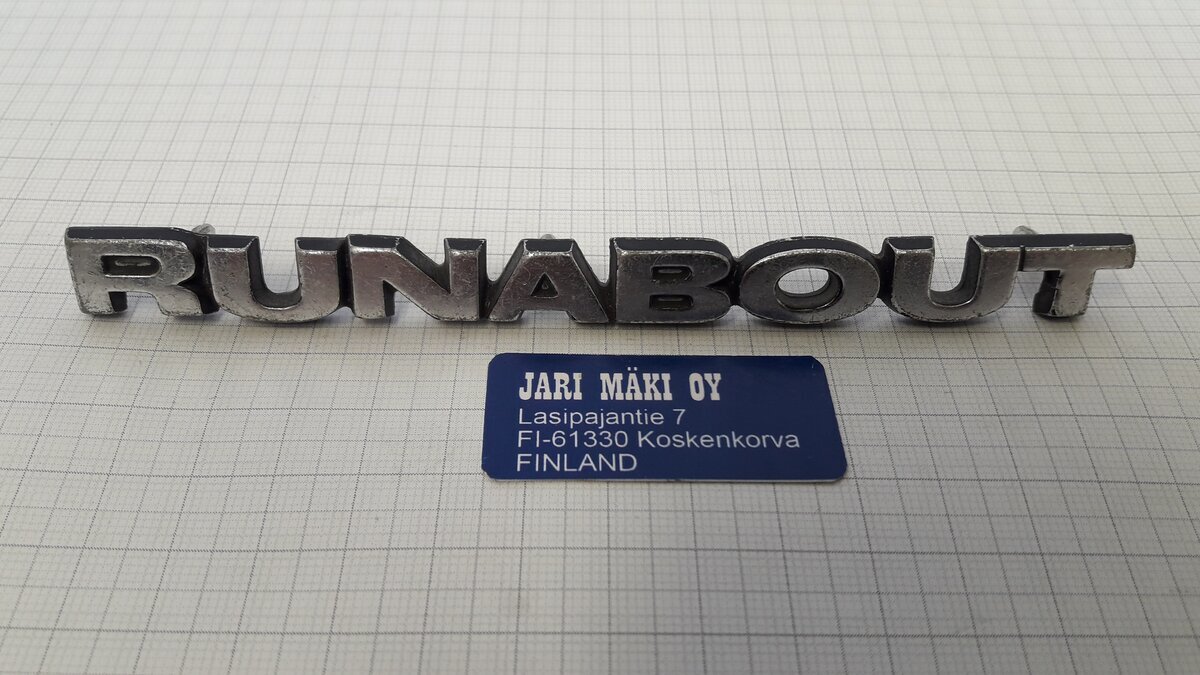 RUNABOUT
JARI MÄKI OY
Lasipajantie 7
FI-61330 Koskenkorva
FINLAND